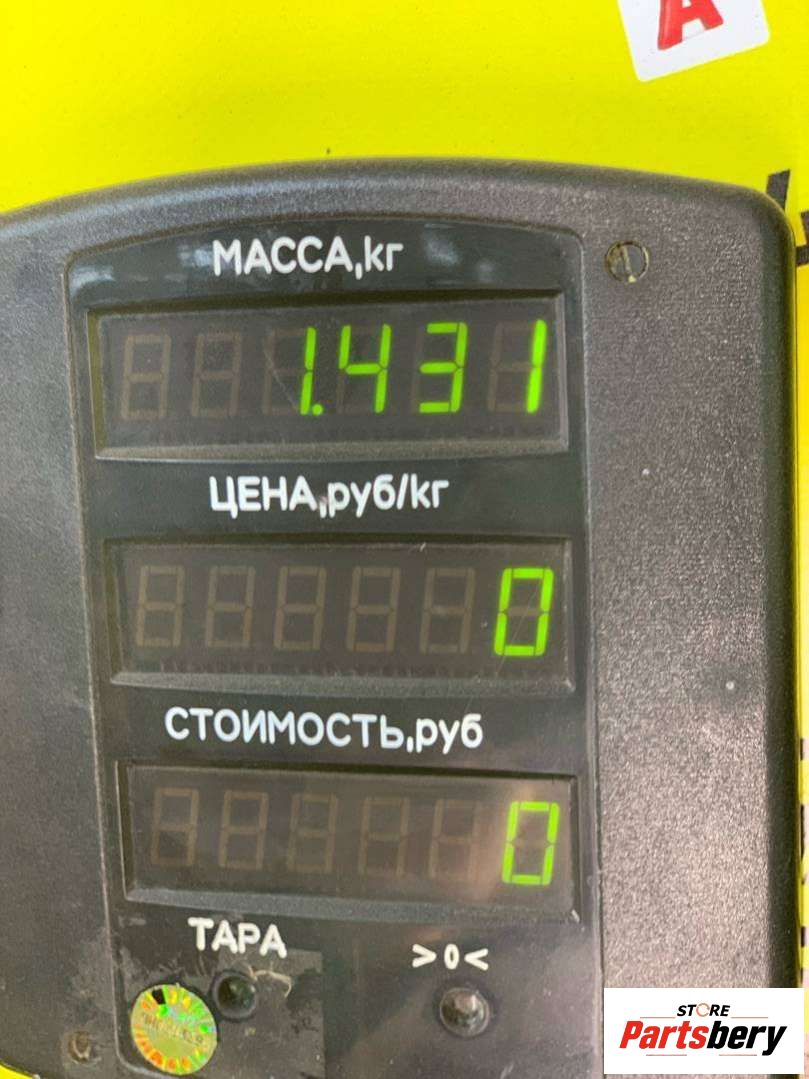 А
МАССА,кг
1.431
ЦЕНА,руб/кг
0
СТОИМОСТЬ,руб
0
ТАРА
>0<
STORE
Partsbery